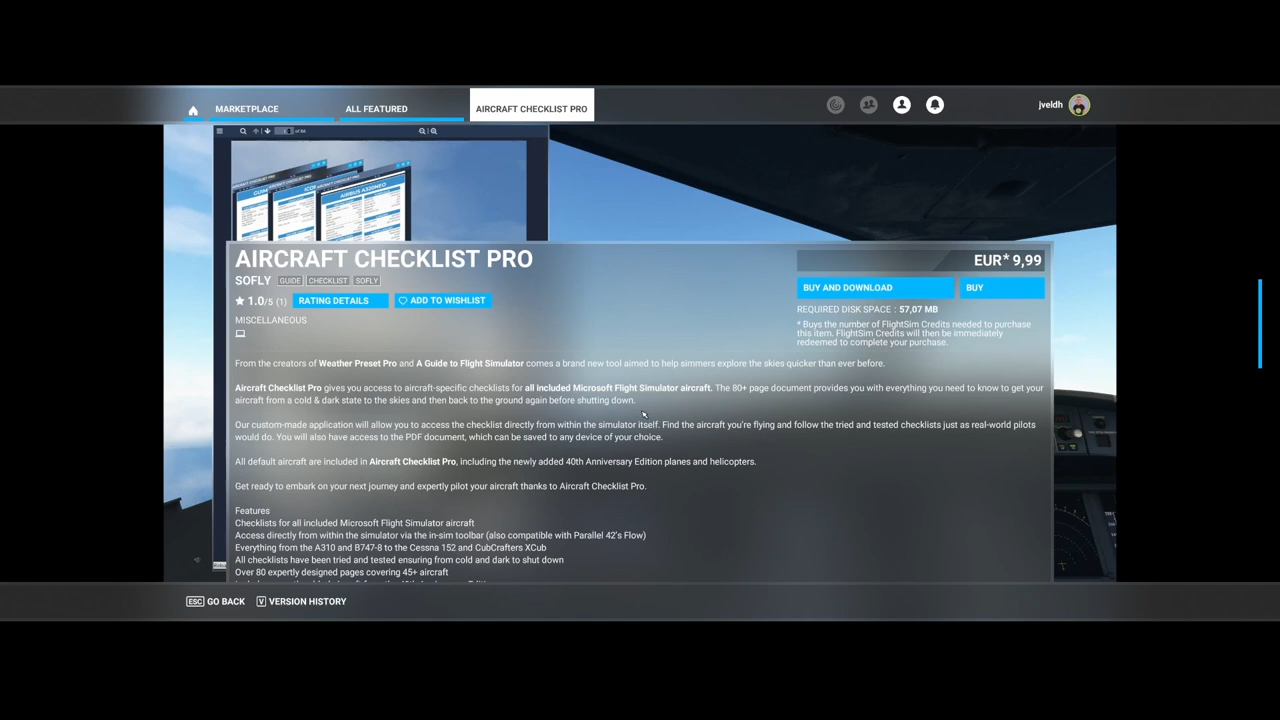 MARKETPLACE
ALL FEATURED
AIRCRAFT CHECKLIST PRO
jveldh
AIRBUS A320NEO
AIRCRAFT CHECKLIST PRO
SOFLY GUIDE CHECKLIST SOFLY
1.0/5 (1) RATING DETAILS ADD TO WISHLIST
MISCELLANEOUS
EUR* 9,99
BUY AND DOWNLOAD BUY
REQUIRED DISK SPACE : 57,07 MB
* Buys the number of FlightSim Credits needed to purchase
this item. FlightSim Credits will then be immediately
redeemed to complete your purchase.
From the creators of Weather Preset Pro and A Guide to Flight Simulator comes a brand new tool aimed to help simmers explore the skies quicker than ever before.
Aircraft Checklist Pro gives you access to aircraft-specific checklists for all included Microsoft Flight Simulator aircraft. The 80+ page document provides you with everything you need to know to get your
aircraft from a cold & dark state to the skies and then back to the ground again before shutting down.
Our custom-made application will allow you to access the checklist directly from within the simulator itself. Find the aircraft you're flying and follow the tried and tested checklists just as real-world pilots
would do. You will also have access to the PDF document, which can be saved to any device of your choice.
All default aircraft are included in Aircraft Checklist Pro, including the newly added 40th Anniversary Edition planes and helicopters.
Get ready to embark on your next journey and expertly pilot your aircraft thanks to Aircraft Checklist Pro.
Features
Checklists for all included Microsoft Flight Simulator aircraft
Access directly from within the simulator via the in-sim toolbar (also compatible with Parallel 42's Flow)
Everything from the A310 and B747-8 to the Cessna 152 and CubCrafters XCub
All checklists have been tried and tested ensuring from cold and dark to shut down
Over 80 expertly designed pages covering 45+ aircraft
ESC GO BACK V VERSION HISTORY